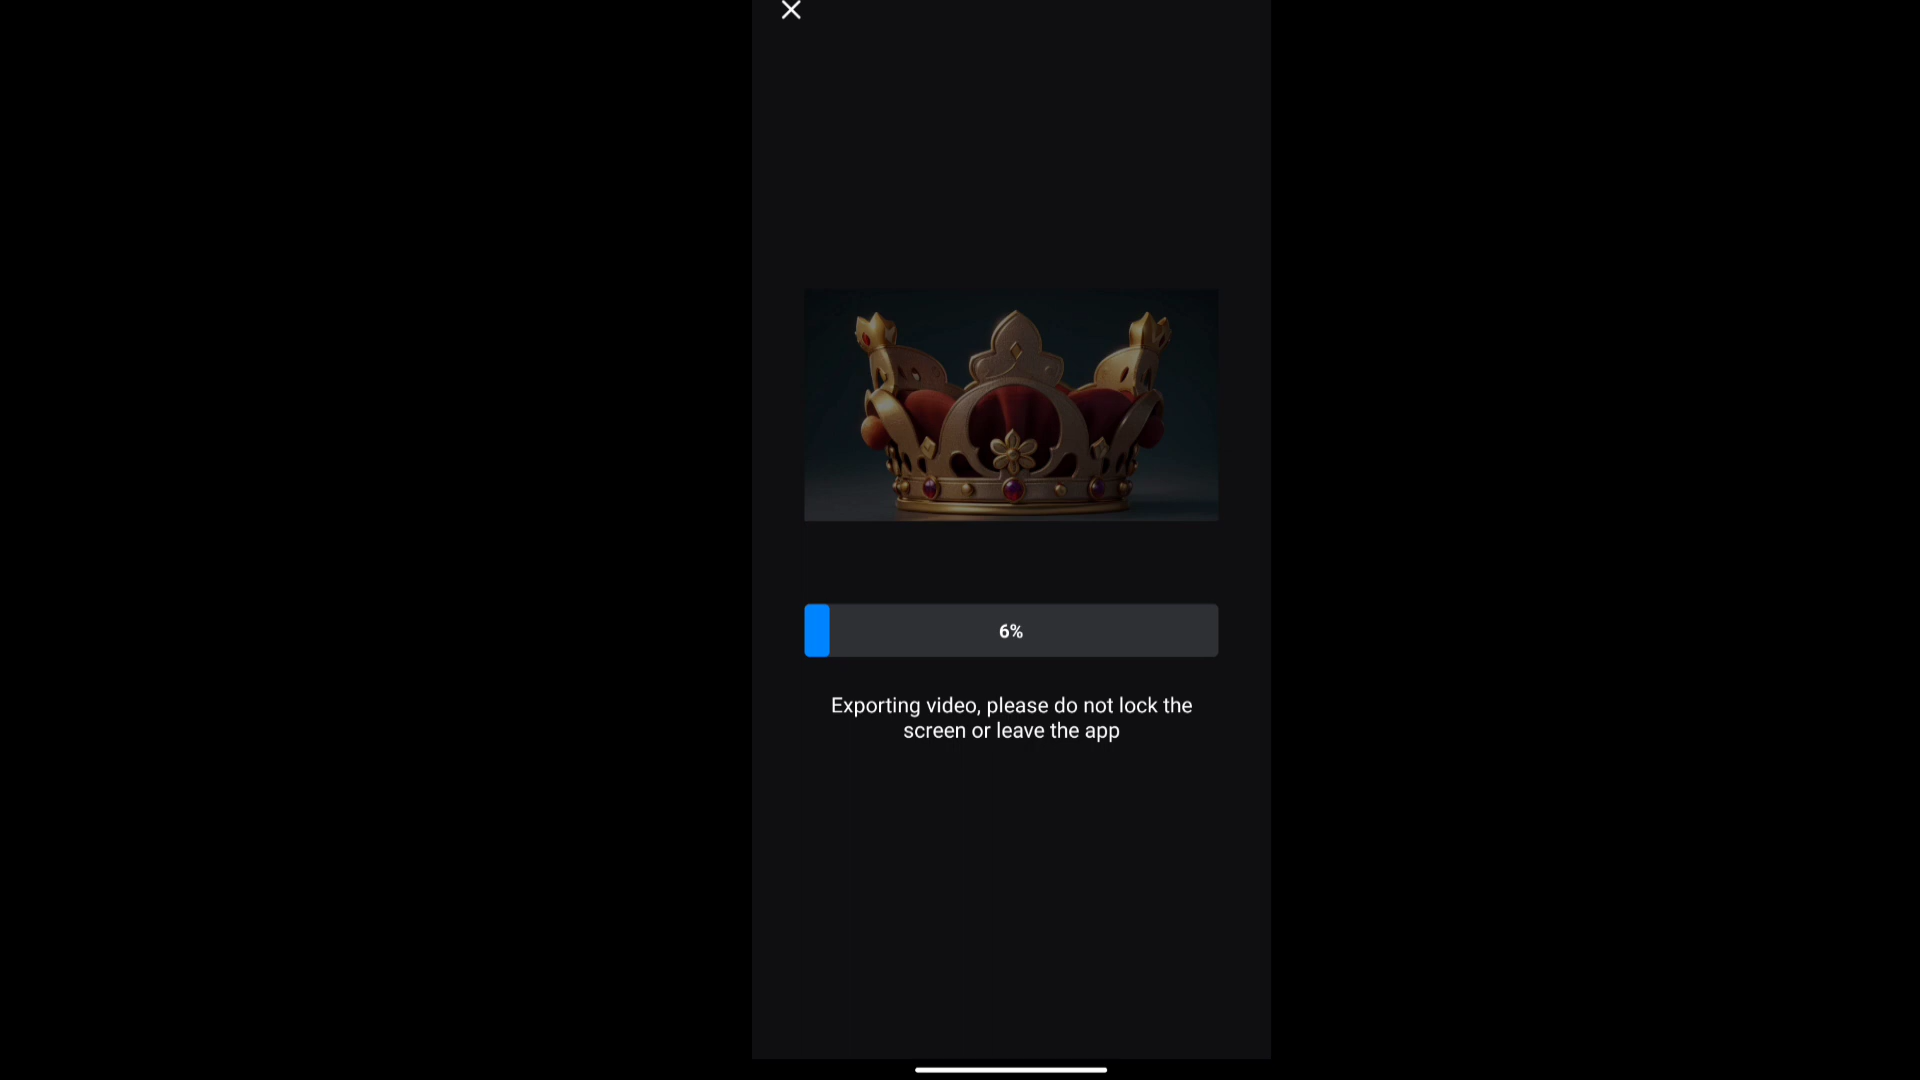 6%
Exporting video, please do not lock the
screen or leave the app